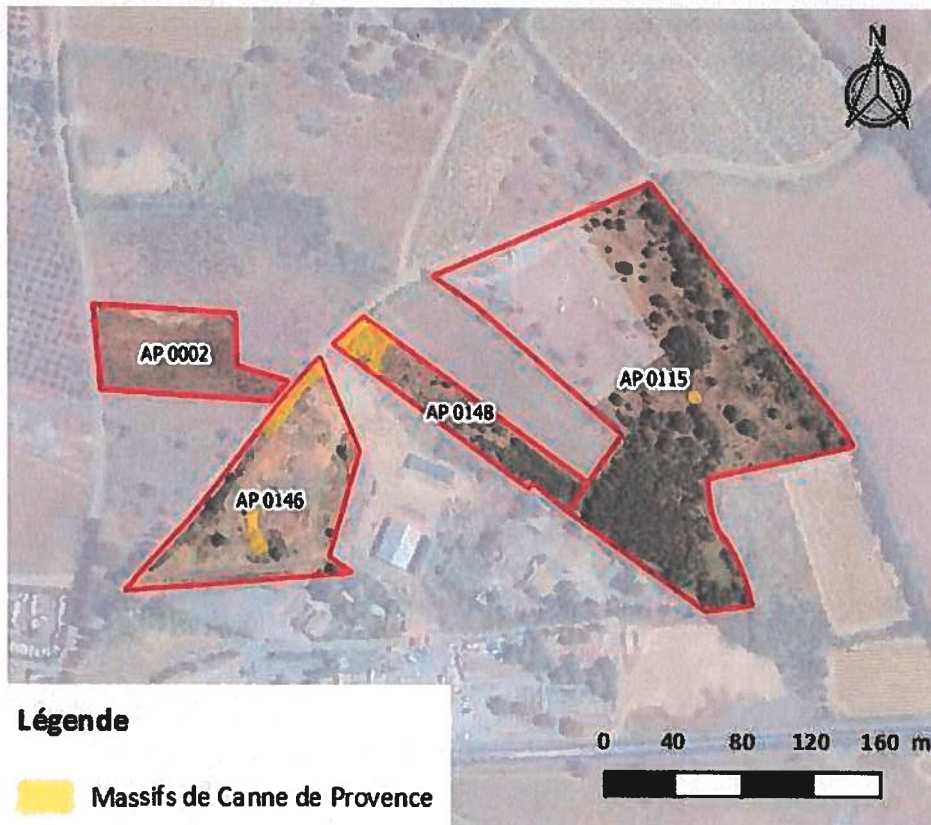 N
AP 0002
AP 0115
AP 0148
AP 0146
Légende
Massifs de Canne de Provence
0 40 80 120 160 m